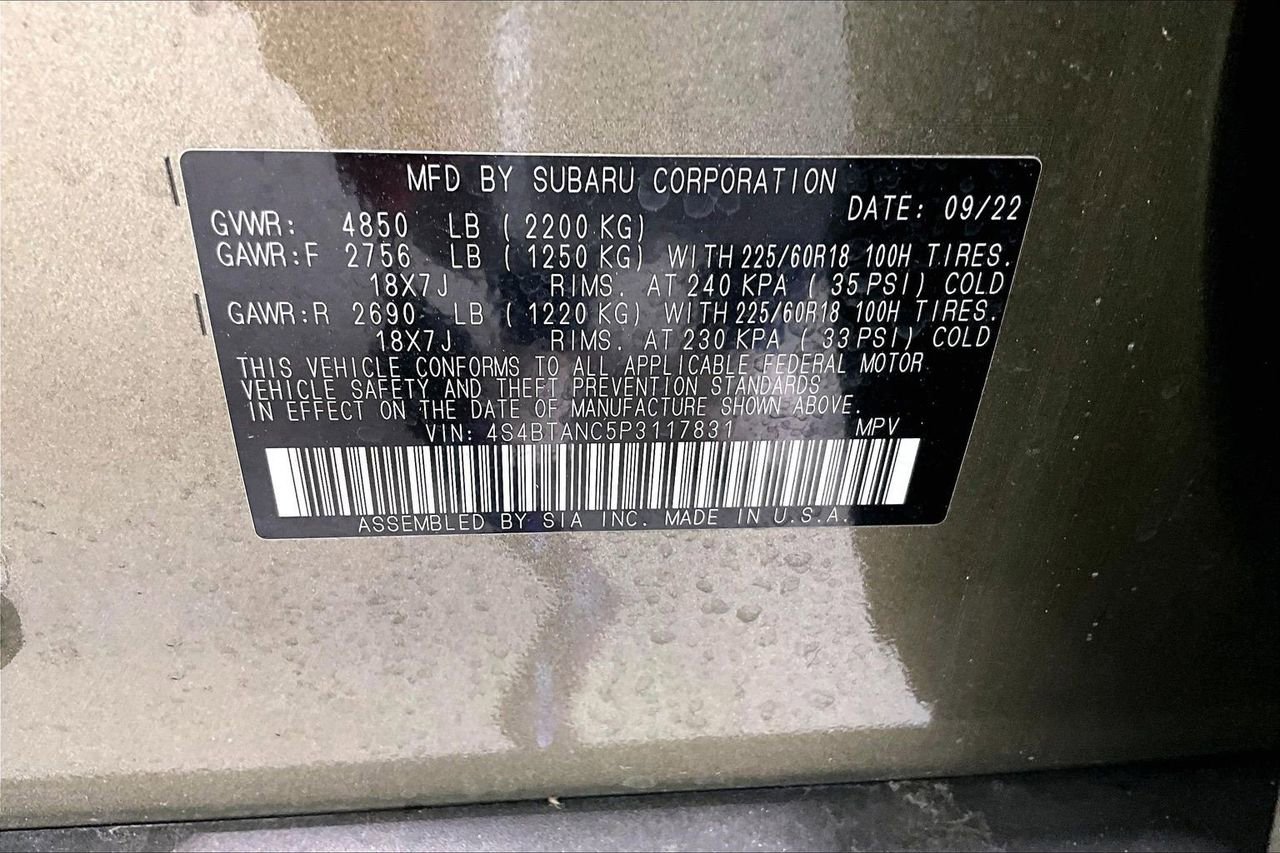 MFD BY SUBARU CORPORATION
DATE: 09/22
GVWR: 4850 LB ( 2200 KG)
GAWR:F 2756 LB ( 1250 KG) WITH 225/60R18 100H TIRES.
18X7J RIMS. AT 240 KPA ( 35 PSI) COLD
GAWR:R 2690 LB ( 1220 KG) WITH 225/60R18 100H TIRES.
18X7J RIMS. AT 230 KPA ( 33 PSI) COLD
THIS VEHICLE CONFORMS TO ALL APPLICABLE FEDERAL MOTOR
VEHICLE SAFETY AND THEFT PREVENTION STANDARDS
IN EFFECT ON THE DATE OF MANUFACTURE SHOWN ABOVE.
VIN: 4S4BTANC5P3117831 MPV
ASSEMBLED BY SIA INC. MADE IN U.S.A.